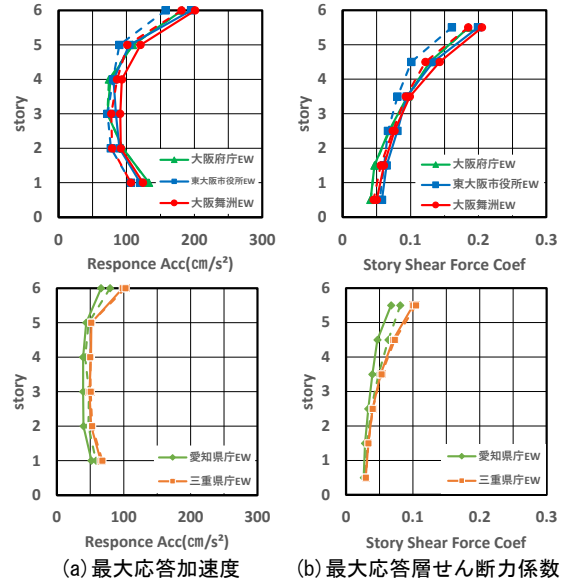 6
5
4
3
2
1
0
story
大阪府庁EW
東大阪市役所EW
大阪舞洲EW
0 100 200 300
Responce Acc(㎝/s²)
6
5
4
3
2
1
0
story
大阪府庁EW
東大阪市役所EW
大阪舞洲EW
0 0.1 0.2 0.3
Story Shear Force Coef
6
5
4
3
2
1
0
story
愛知県庁EW
三重県庁EW
0 100 200 300
Responce Acc(㎝/s²)
6
5
4
3
2
1
0
story
愛知県庁EW
三重県庁EW
0 0.1 0.2 0.3
Story Shear Force Coef
(a)最大応答加速度
(b)最大応答層せん断力係数